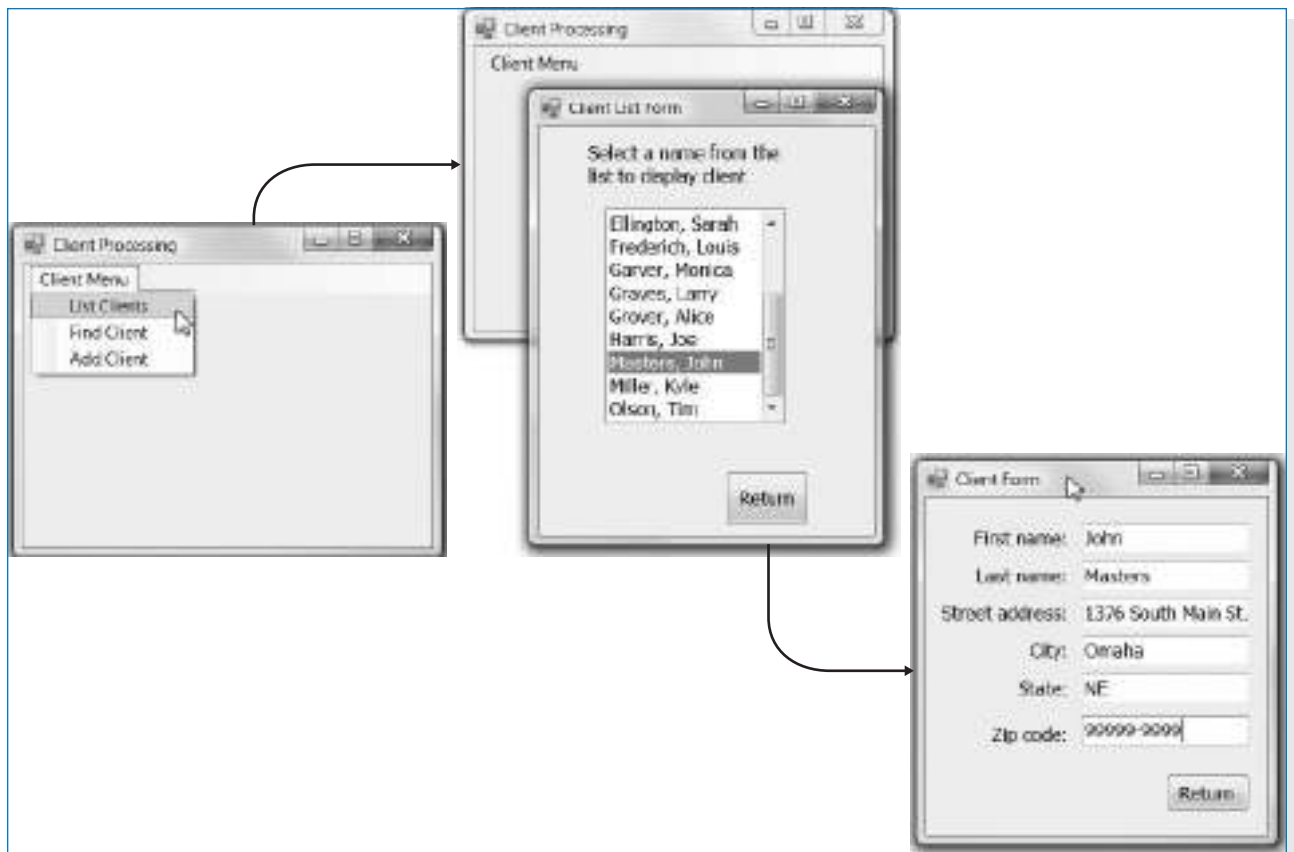 Client Processing
Client Menu
List Clients
Find Client
Add Client
Client Processing
Client Menu
Client List Form
Select a name from the
list to display client
Ellington, Sarah
Frederich, Louis
Garver, Monica
Graves, Larry
Grover, Alice
Harris, Joe
Masters, John
Miller, Kyle
Olson, Tim
Return
Client Form
First name: John
Last name: Masters
Street address: 1376 South Main St.
City: Omaha
State: NE
Zip code: 99999-9999
Return